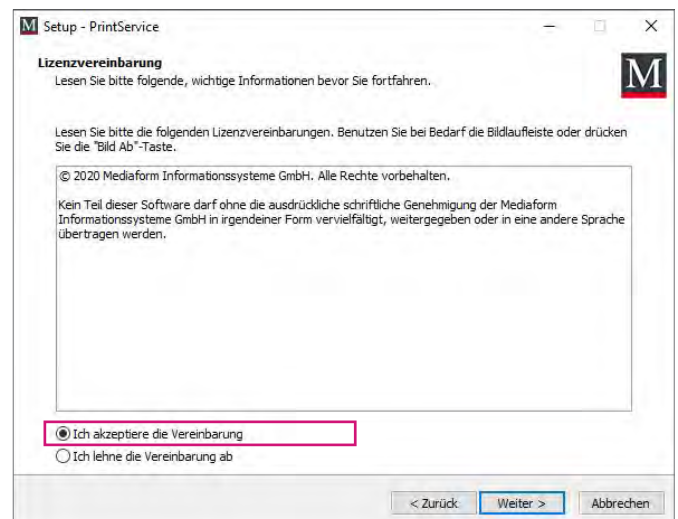 M Setup - PrintService
Lizenzvereinbarung
Lesen Sie bitte folgende, wichtige Informationen bevor Sie fortfahren.
M
Lesen Sie bitte die folgenden Lizenzvereinbarungen. Benutzen Sie bei Bedarf die Bildlaufleiste oder drücken
Sie die "Bild Ab"-Taste.
© 2020 Mediaform Informationssysteme GmbH. Alle Rechte vorbehalten.
Kein Teil dieser Software darf ohne die ausdrückliche schriftliche Genehmigung der Mediaform
Informationssysteme GmbH in irgendeiner Form vervielfältigt, weitergegeben oder in eine andere Sprache
übertragen werden.
Ich akzeptiere die Vereinbarung
Ich lehne die Vereinbarung ab
< Zurück Weiter > Abbrechen